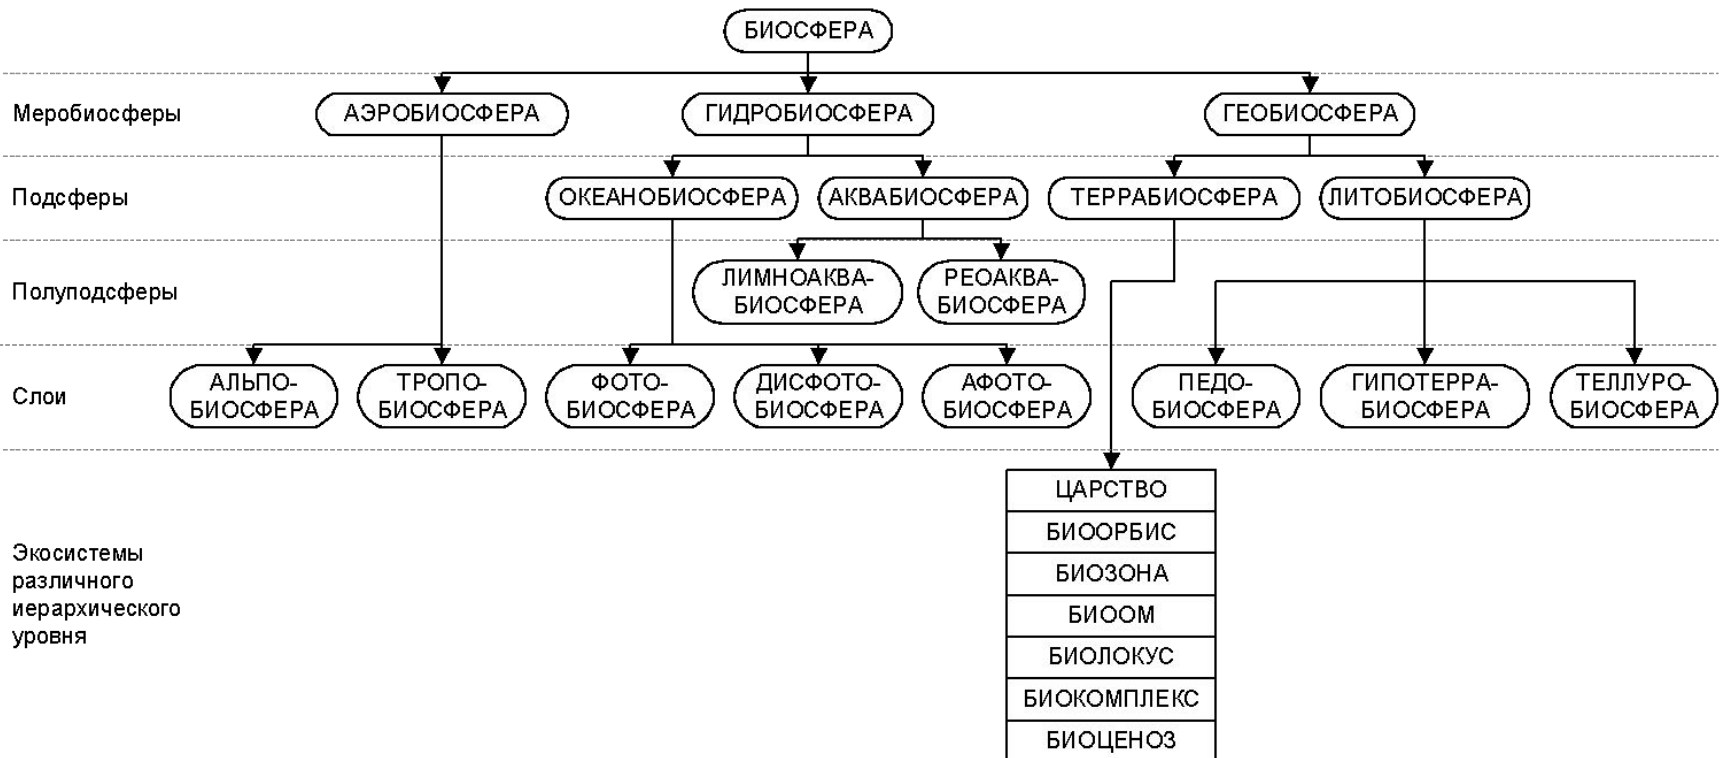 БИОСФЕРА
Меробиосферы
АЭРОБИОСФЕРА
ГИДРОБИОСФЕРА
ГЕОБИОСФЕРА
Подсферы
ОКЕАНОБИОСФЕРА
АКВАБИОСФЕРА
ТЕРРАБИОСФЕРА
ЛИТОБИОСФЕРА
Полуподсферы
ЛИМНОАКВА-
БИОСФЕРА
РЕОАКВА-
БИОСФЕРА
Слои
АЛЬПО-
БИОСФЕРА
ТРОПО-
БИОСФЕРА
ФОТО-
БИОСФЕРА
ДИСФОТО-
БИОСФЕРА
АФОТО-
БИОСФЕРА
ПЕДО-
БИОСФЕРА
ГИПОТЕРРА-
БИОСФЕРА
ТЕЛЛУРО-
БИОСФЕРА
Экосистемы
различного
иерархического
уровня
ЦАРСТВО
БИООРБИС
БИОЗОНА
БИООМ
БИОЛОКУС
БИОКОМПЛЕКС
БИОЦЕНОЗ